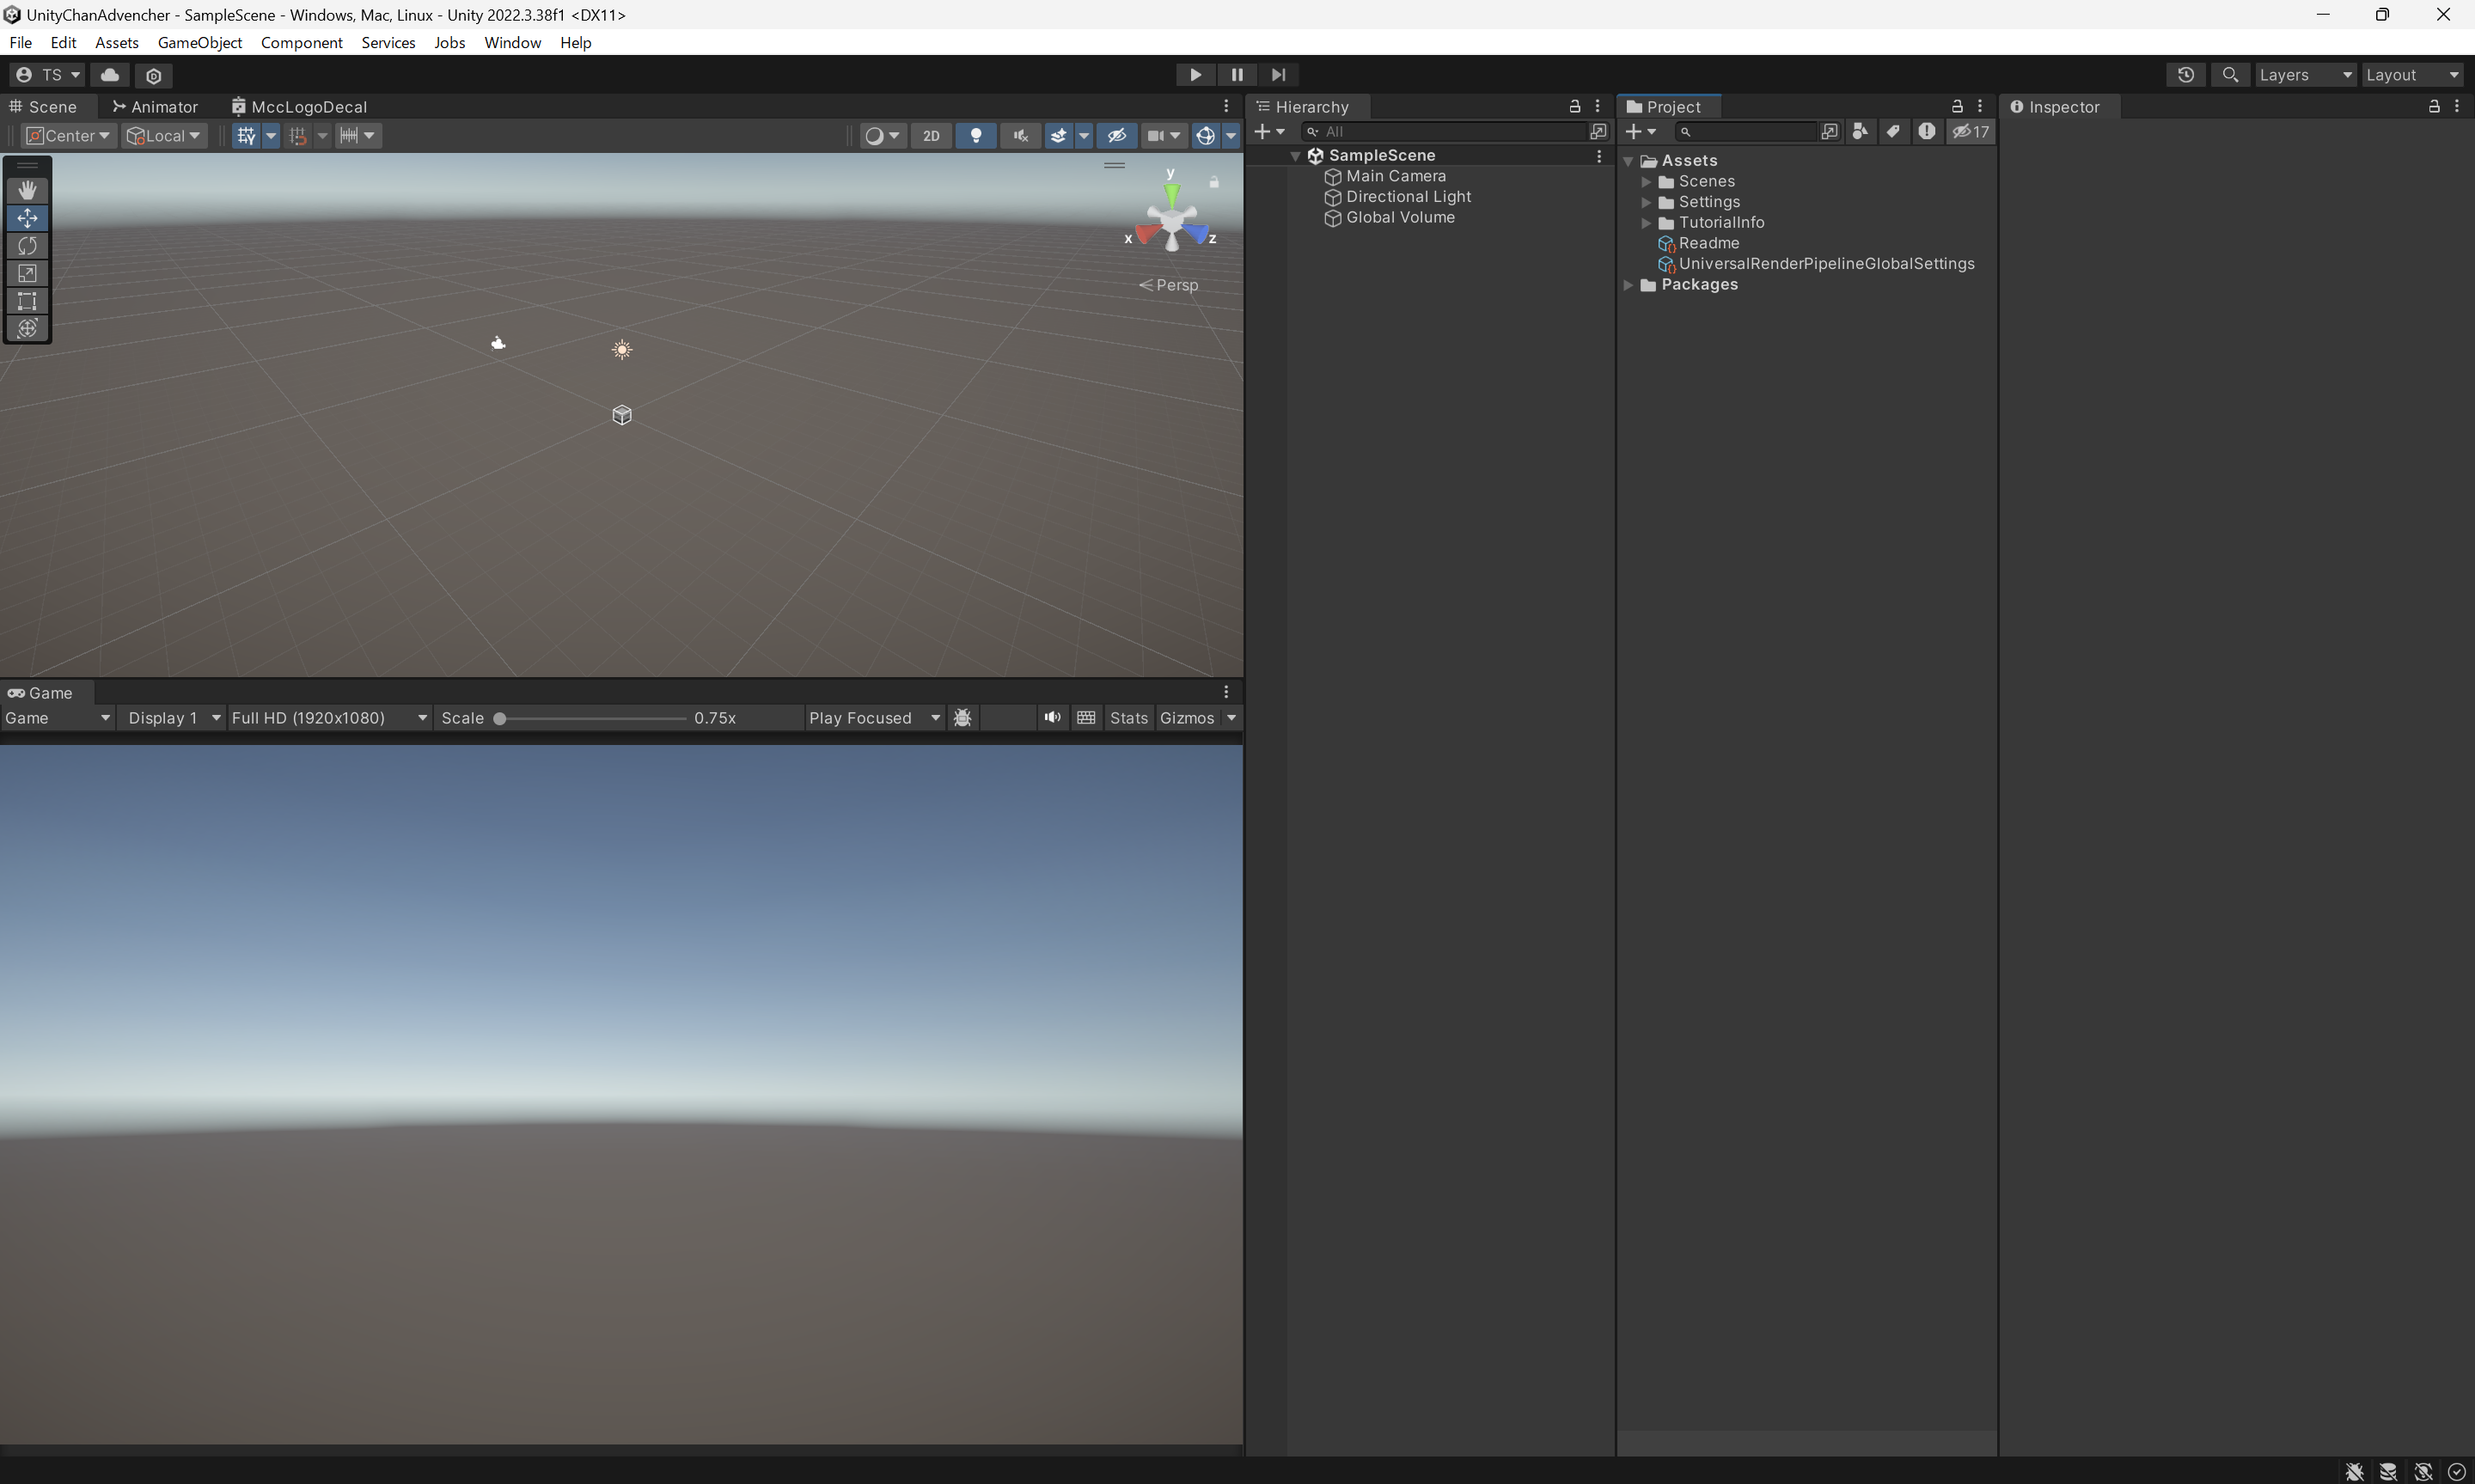 UnityChanAdvencher - SampleScene - Windows, Mac, Linux - Unity 2022.3.38f1 <DX11>
File Edit Assets GameObject Component Services Jobs Window Help
TS
Layers Layout
Scene Animator MccLogoDecal
Center Local 2D
y
x z
Persp
Game
Game Display 1 Full HD (1920x1080) Scale 0.75x Play Focused Stats Gizmos
Hierarchy
All
SampleScene
Main Camera
Directional Light
Global Volume
Project
17
Assets
Scenes
Settings
TutorialInfo
Readme
UniversalRenderPipelineGlobalSettings
Packages
Inspector